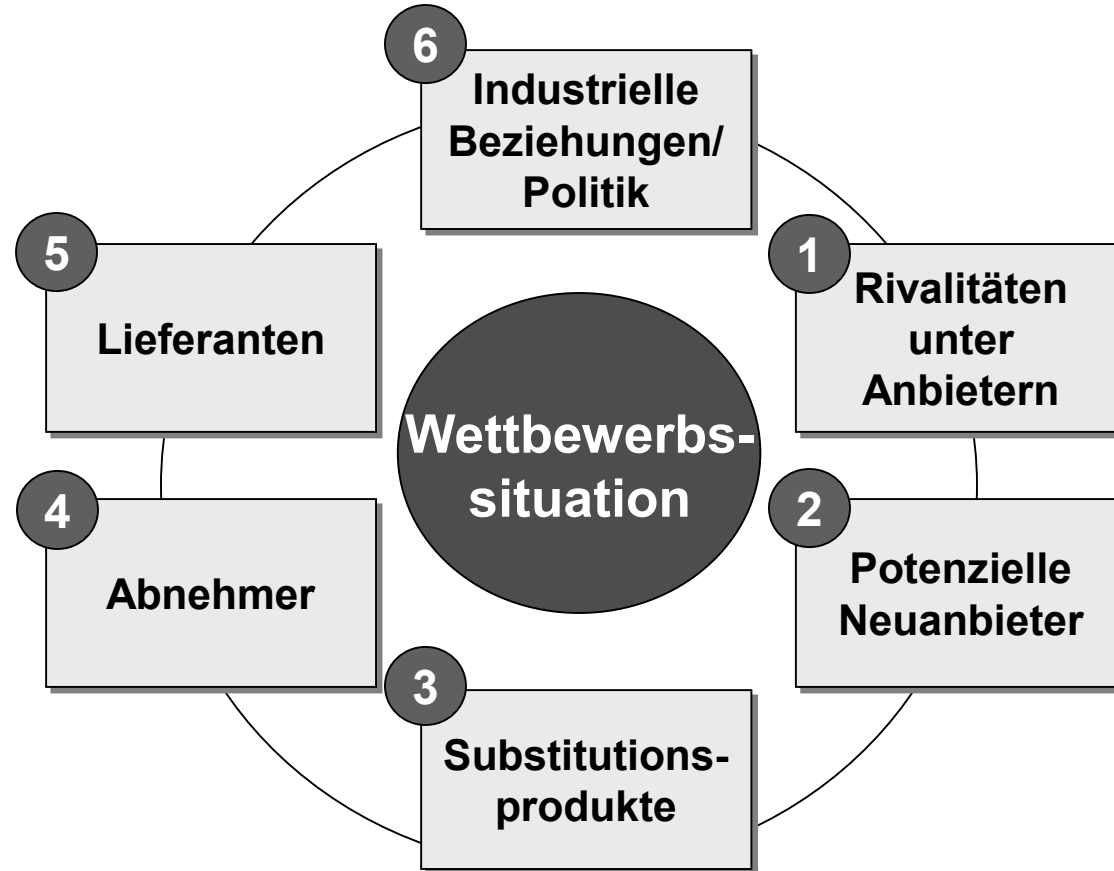 6
Industrielle
Beziehungen/
Politik
5
Lieferanten
1
Rivalitäten
unter
Anbietern
Wettbewerbs-
situation
4
Abnehmer
2
Potenzielle
Neuanbieter
3
Substitutions-
produkte